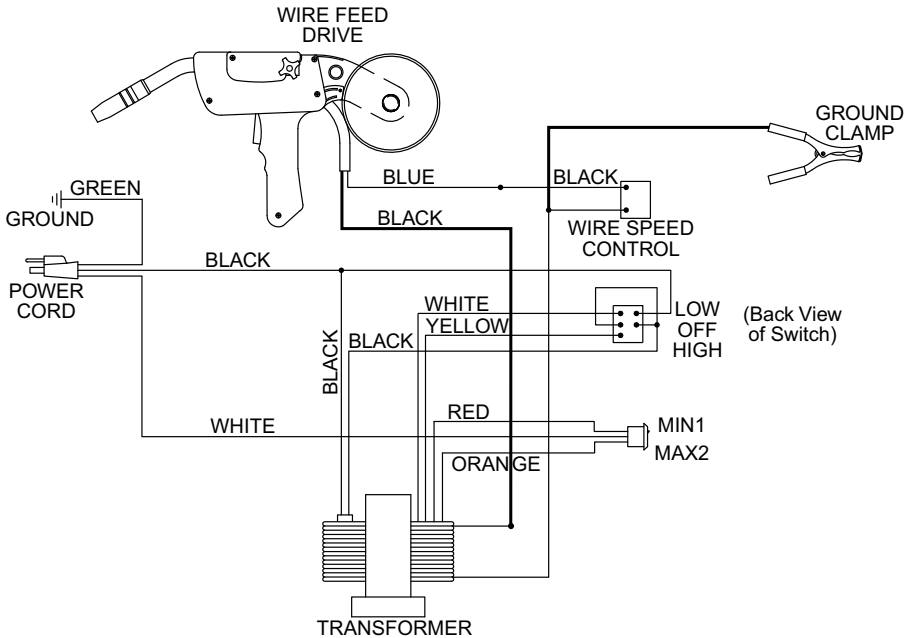 WIRE FEED
DRIVE
GROUND
CLAMP
GREEN
GROUND
BLUE
BLACK
BLACK
WIRE SPEED
CONTROL
BLACK
POWER
CORD
WHITE
LOW
(Back View
YELLOW
OFF
of Switch)
BLACK
BLACK
HIGH
RED
MIN1
WHITE
MAX2
ORANGE
TRANSFORMER